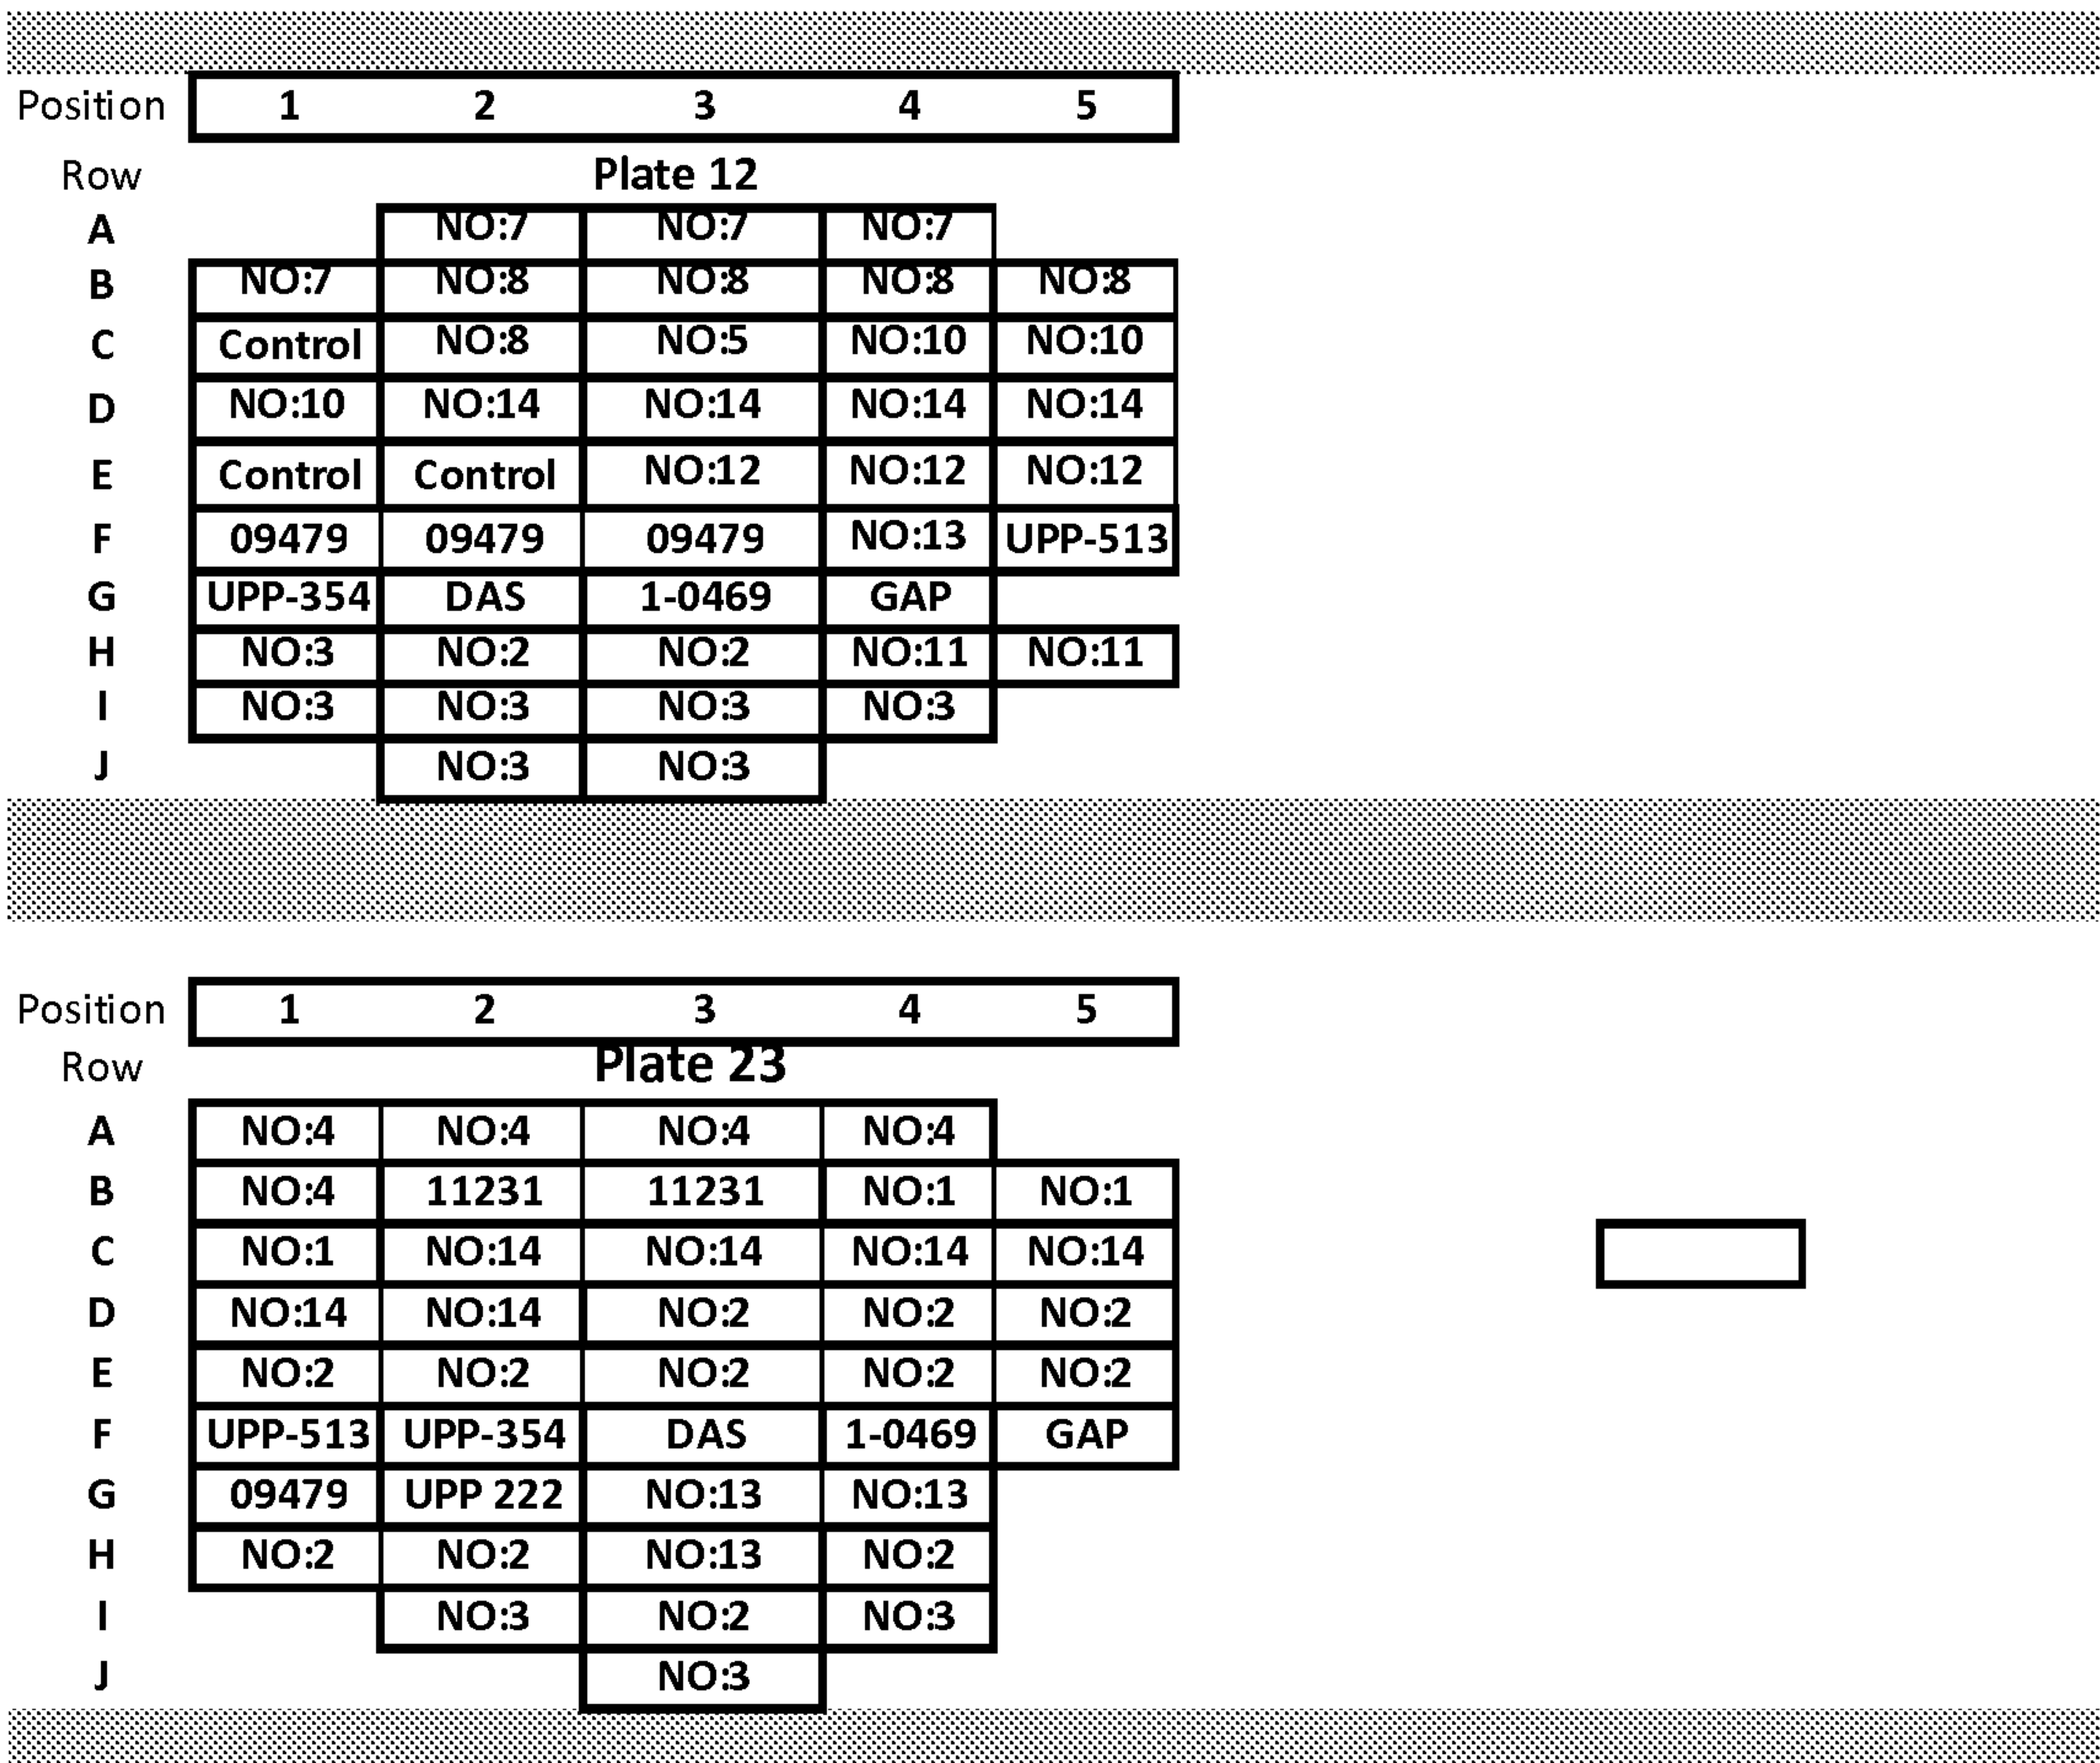 Position 1 2 3 4 5
Row Plate 12
A NO:7 NO:7 NO:7
B NO:7 NO:8 NO:8 NO:8 NO:8
C Control NO:8 NO:5 NO:10 NO:10
D NO:10 NO:14 NO:14 NO:14 NO:14
E Control Control NO:12 NO:12 NO:12
F 09479 09479 09479 NO:13 UPP-513
G UPP-354 DAS 1-0469 GAP
H NO:3 NO:2 NO:2 NO:11 NO:11
I NO:3 NO:3 NO:3 NO:3
J NO:3 NO:3
Position 1 2 3 4 5
Row Plate 23
A NO:4 NO:4 NO:4 NO:4
B NO:4 11231 11231 NO:1 NO:1
C NO:1 NO:14 NO:14 NO:14 NO:14
D NO:14 NO:14 NO:2 NO:2 NO:2
E NO:2 NO:2 NO:2 NO:2 NO:2
F UPP-513 UPP-354 DAS 1-0469 GAP
G 09479 UPP 222 NO:13 NO:13
H NO:2 NO:2 NO:13 NO:2
I NO:3 NO:2 NO:3
J NO:3